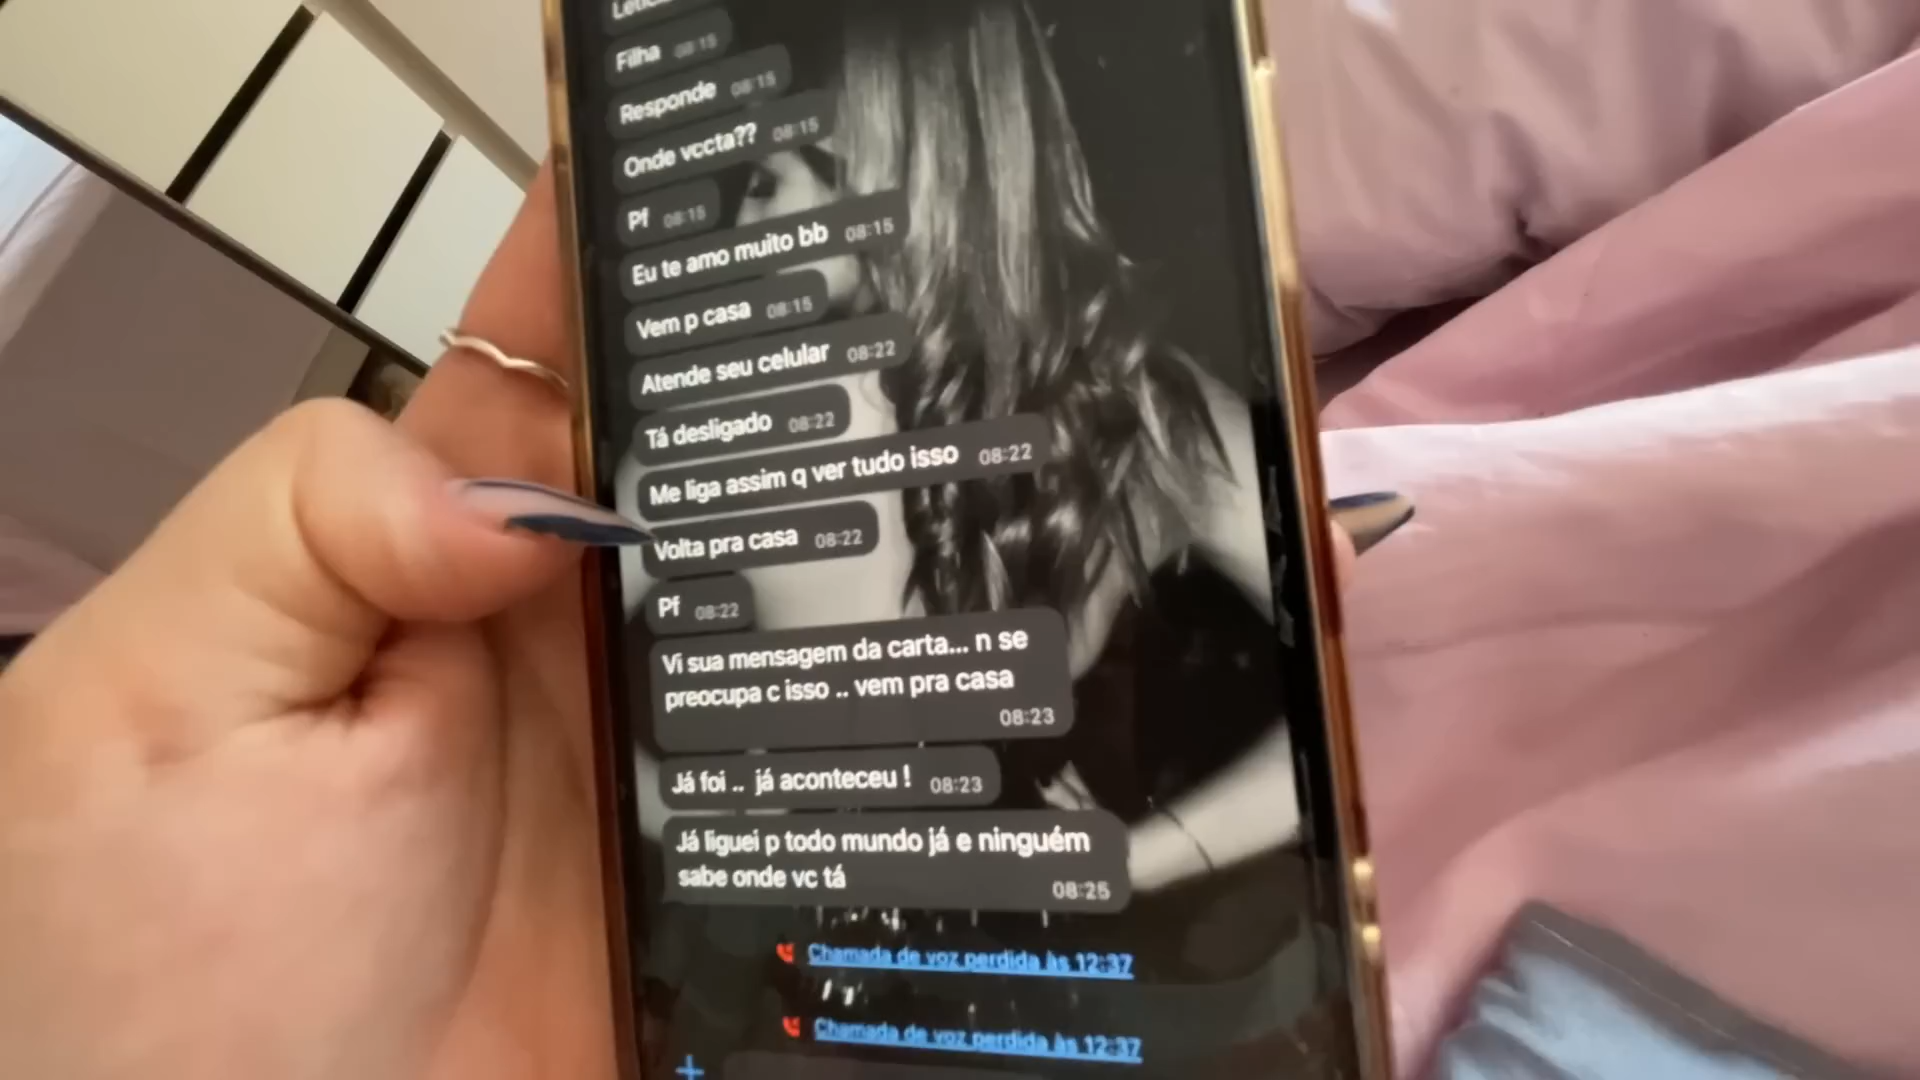 Filha 08:15
Responde 08:15
Onde vccta?? 08:15
Pf 08:15
Eu te amo muito bb 08:15
Vem p casa 08:15
Atende seu celular 08:22
Tá desligado 08:22
Me liga assim q ver tudo isso 08:22
Volta pra casa 08:22
Pf 08:22
Vi sua mensagem da carta... n se
preocupa c isso .. vem pra casa
08:23
Já foi .. já aconteceu ! 08:23
Já liguei p todo mundo já e ninguém
sabe onde vc tá
08:25
Chamada de voz perdida às 12:37
Chamada de voz perdida às 12:37